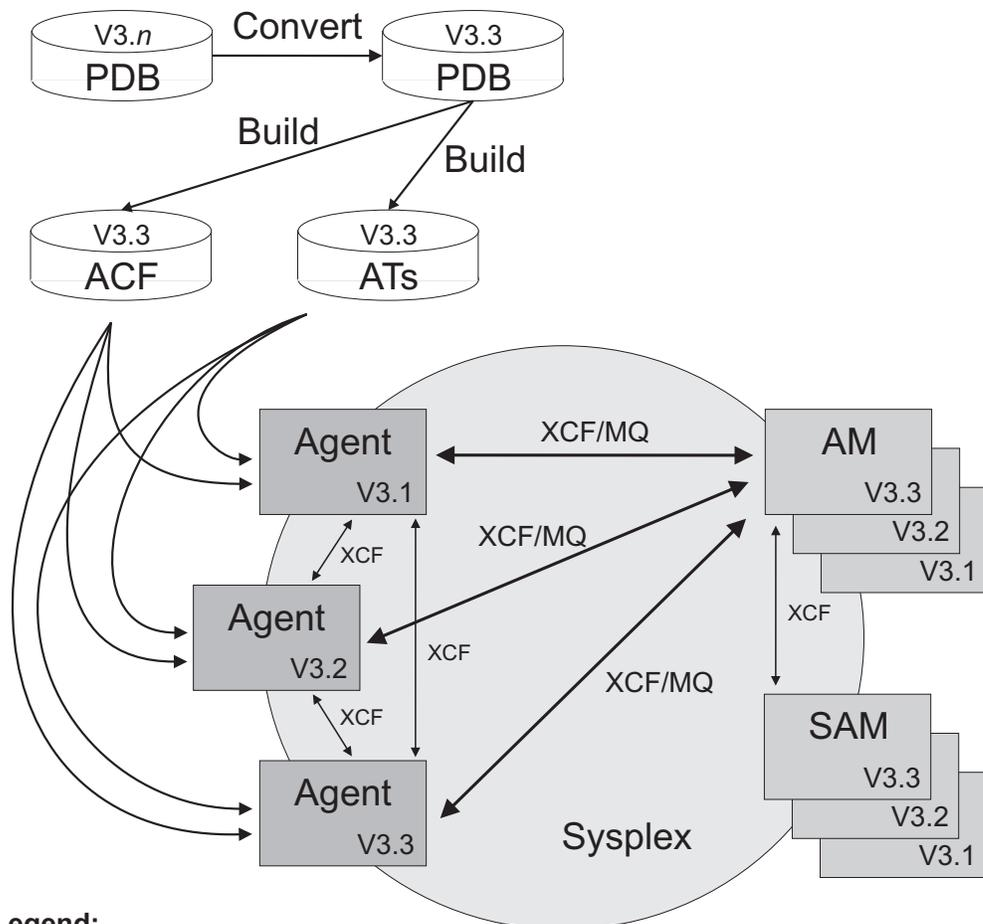 V3.n
PDB
Convert
V3.3
PDB
Build
Build
V3.3
ACF
V3.3
ATs
Agent
V3.1
XCF/MQ
AM
V3.3
V3.2
V3.1
XCF
XCF/MQ
Agent
V3.2
XCF
XCF
XCF/MQ
XCF
SAM
V3.3
V3.2
V3.1
Agent
V3.3
Sysplex
egend: